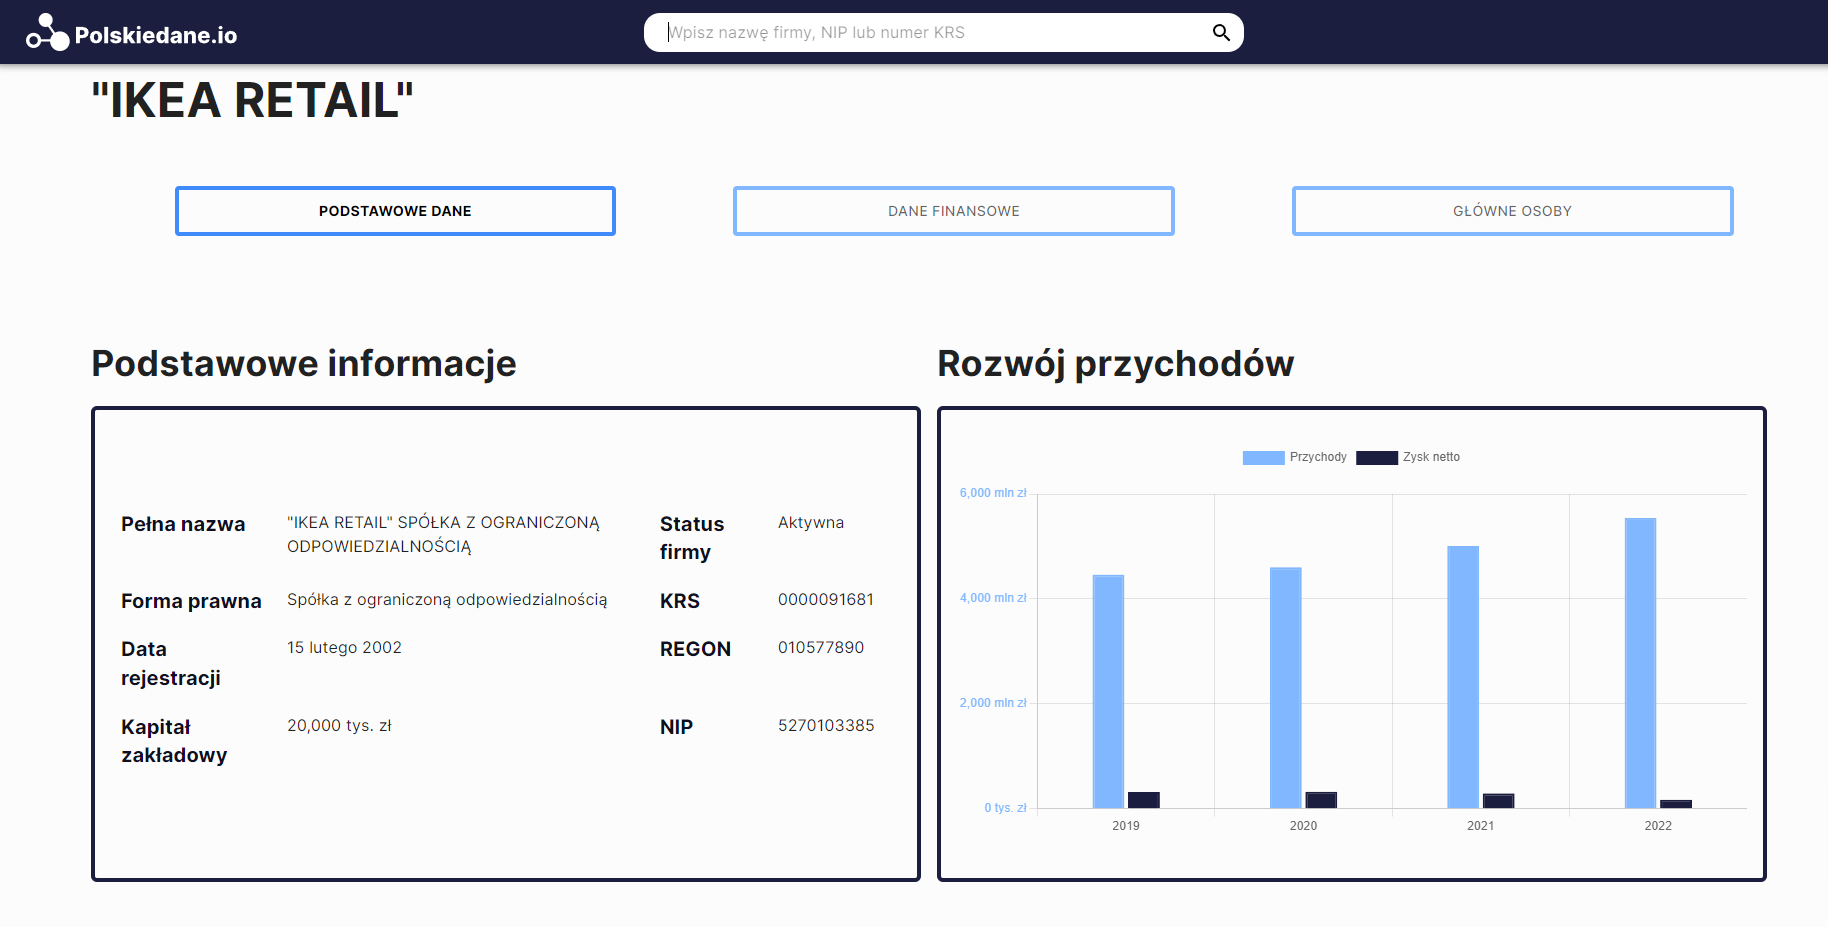 Polskiedane.io
Wpisz nazwę firmy, NIP lub numer KRS
"IKEA RETAIL"
PODSTAWOWE DANE
DANE FINANSOWE
GŁÓWNE OSOBY
Podstawowe informacje
Pełna nazwa
"IKEA RETAIL" SPÓŁKA Z OGRANICZONĄ
ODPOWIEDZIALNOŚCIĄ
Status
firmy
Aktywna
Forma prawna
Spółka z ograniczoną odpowiedzialnością
KRS
0000091681
Data
rejestracji
15 lutego 2002
REGON
010577890
Kapitał
zakładowy
20,000 tys. zł
NIP
5270103385
Rozwój przychodów
Przychody
Zysk netto
6,000 mln zł
4,000 mln zł
2,000 mln zł
0 tys. zł
2019
2020
2021
2022